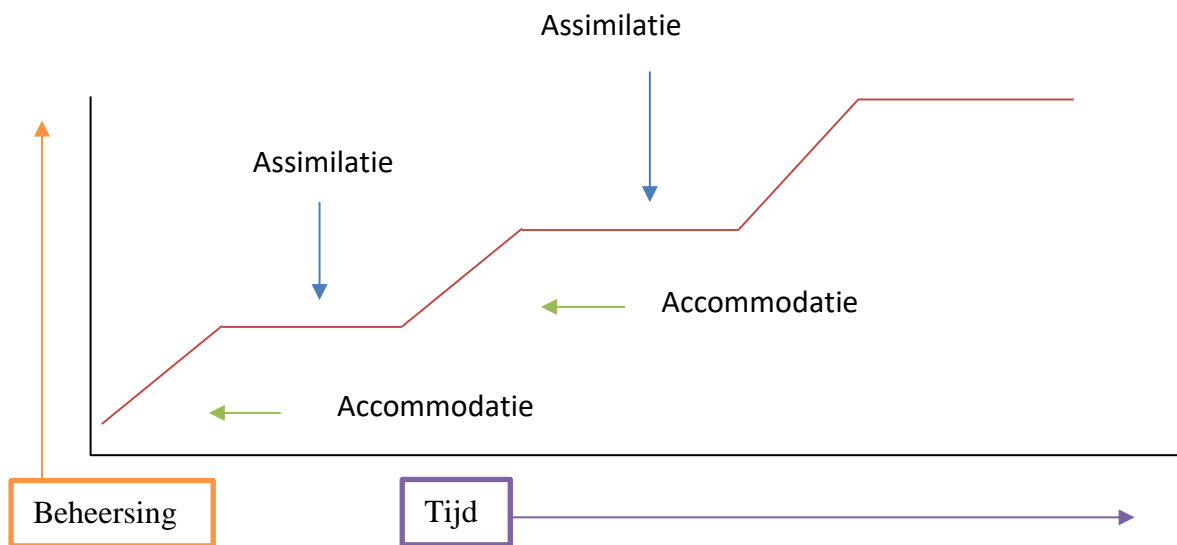 Assimilatie
Assimilatie
Accommodatie
Accommodatie
Beheersing
Tijd